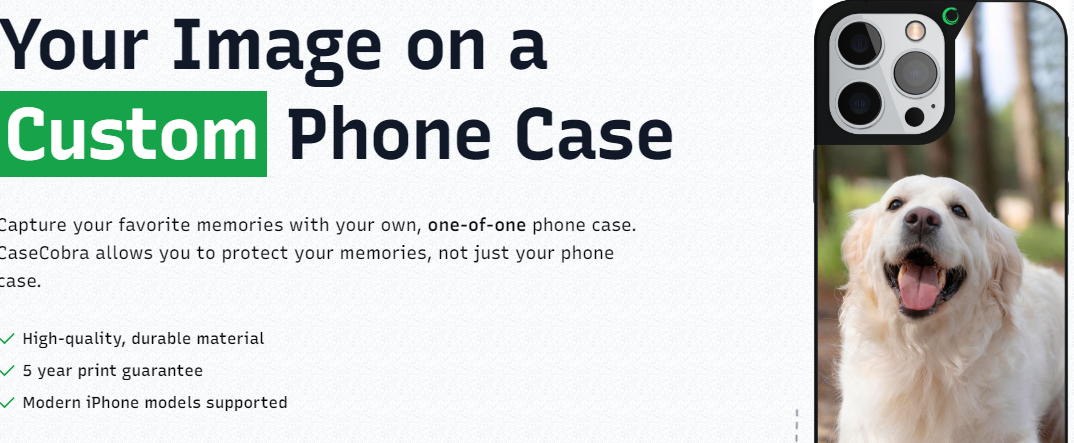 Your Image on a
Custom Phone Case
Capture your favorite memories with your own, one-of-one phone case.
CaseCobra allows you to protect your memories, not just your phone
case.
High-quality, durable material
5 year print guarantee
Modern iPhone models supported